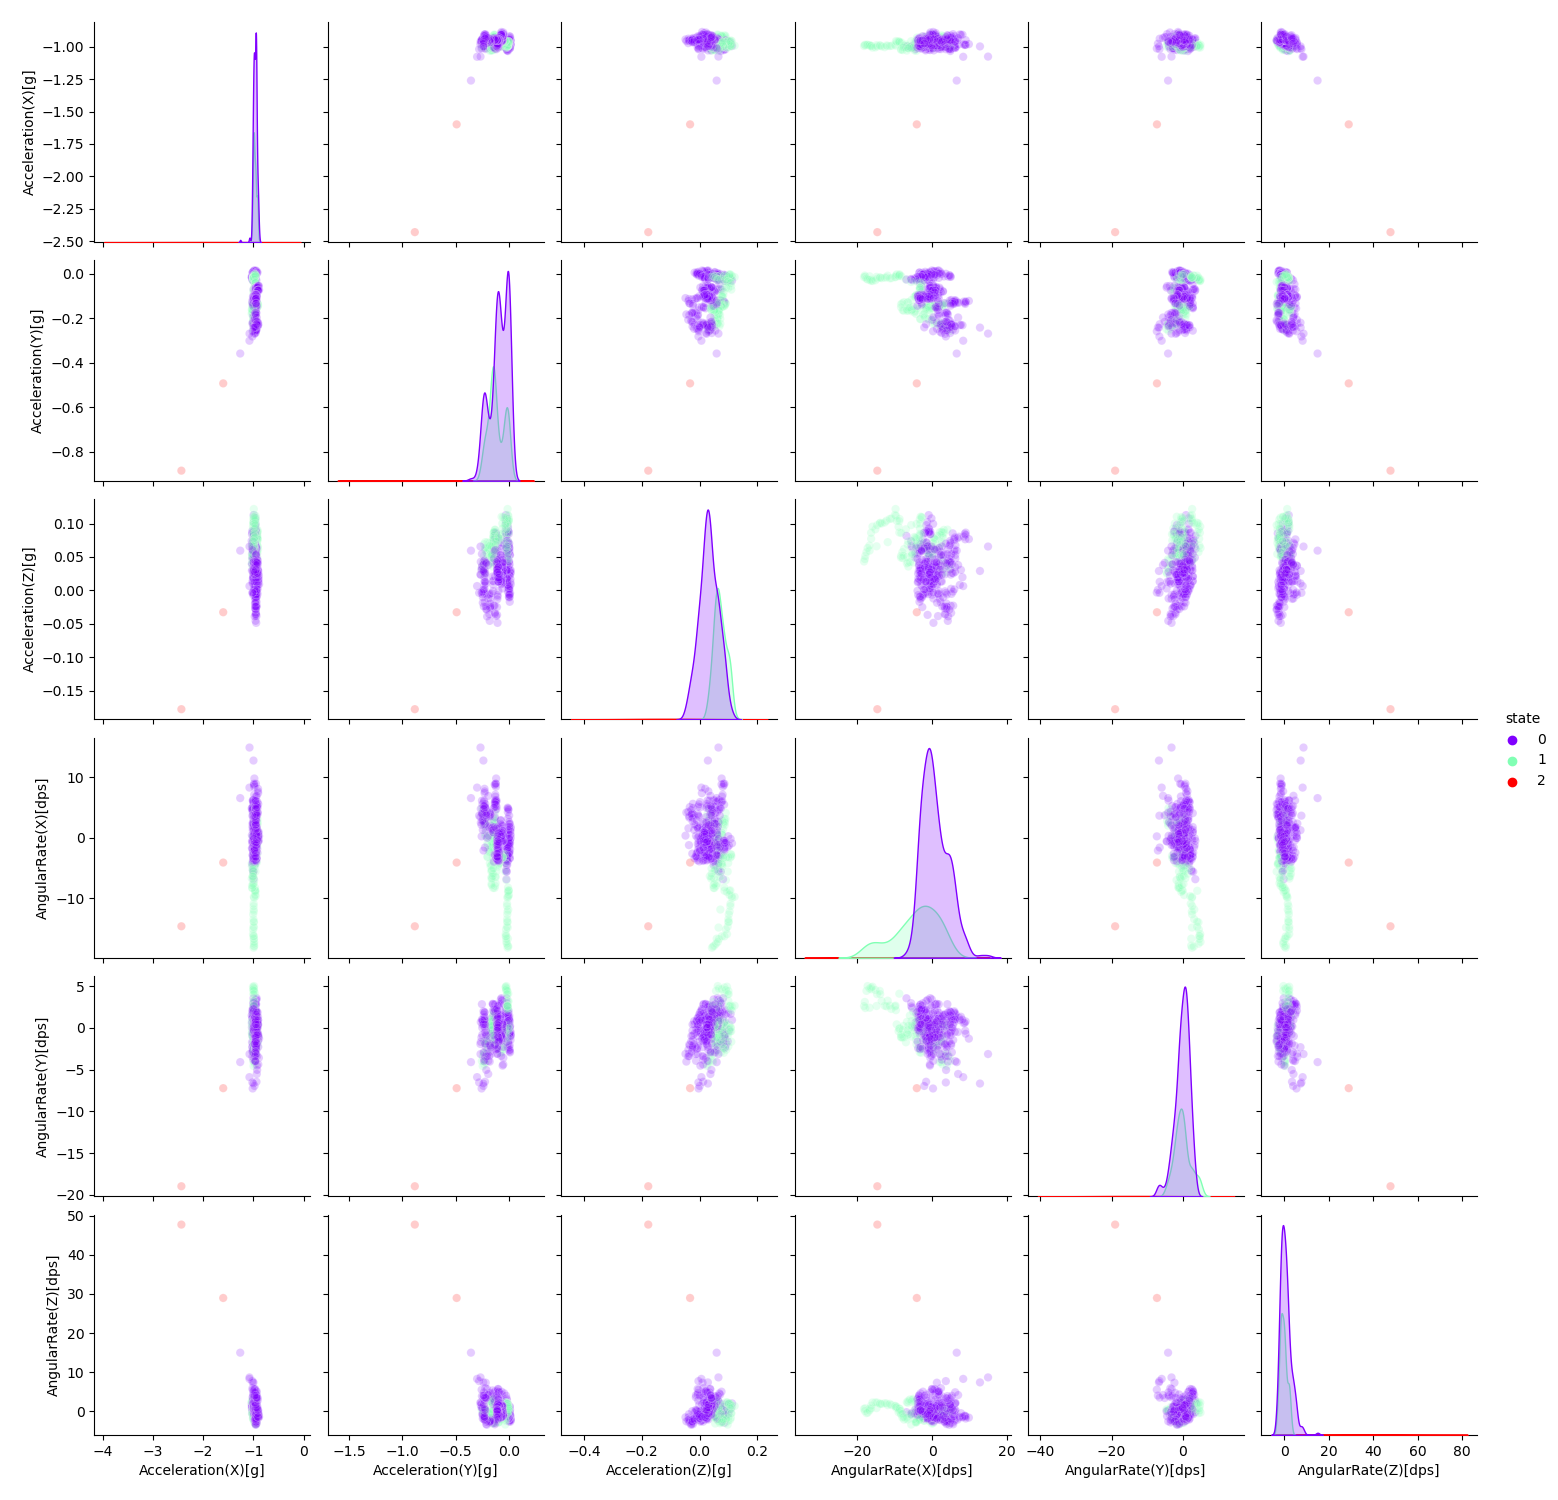 −1.00
−1.25
−1.50
−1.75
−2.00
−2.25
−2.50
Acceleration(X)[g]
0.0
−0.2
−0.4
−0.6
−0.8
Acceleration(Y)[g]
0.10
0.05
0.00
−0.05
−0.10
−0.15
Acceleration(Z)[g]
state
0
1
2
10
0
−10
AngularRate(X)[dps]
5
0
−5
−10
−15
−20
AngularRate(Y)[dps]
50
40
30
20
10
0
AngularRate(Z)[dps]
−4 −3 −2 −1 0
Acceleration(X)[g]
−1.5 −1.0 −0.5 0.0
Acceleration(Y)[g]
−0.4 −0.2 0.0 0.2
Acceleration(Z)[g]
−20 0 20
AngularRate(X)[dps]
−40 −20 0
AngularRate(Y)[dps]
0 20 40 60 80
AngularRate(Z)[dps]